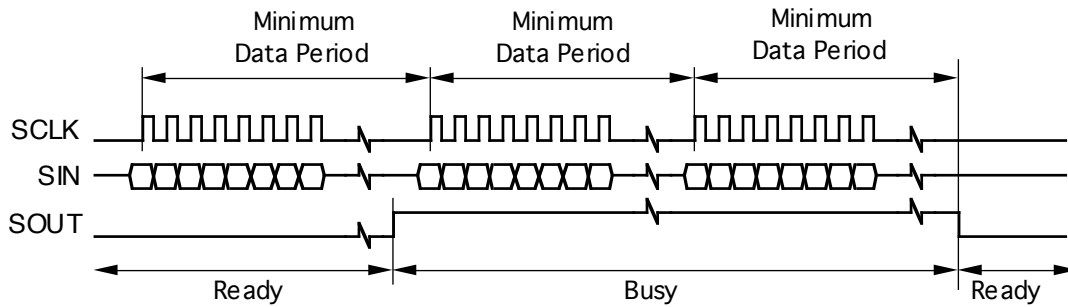 Minimum
Data Period
Minimum
Data Period
Minimum
Data Period
SCLK
SIN
SOUT
Ready
Busy
Ready